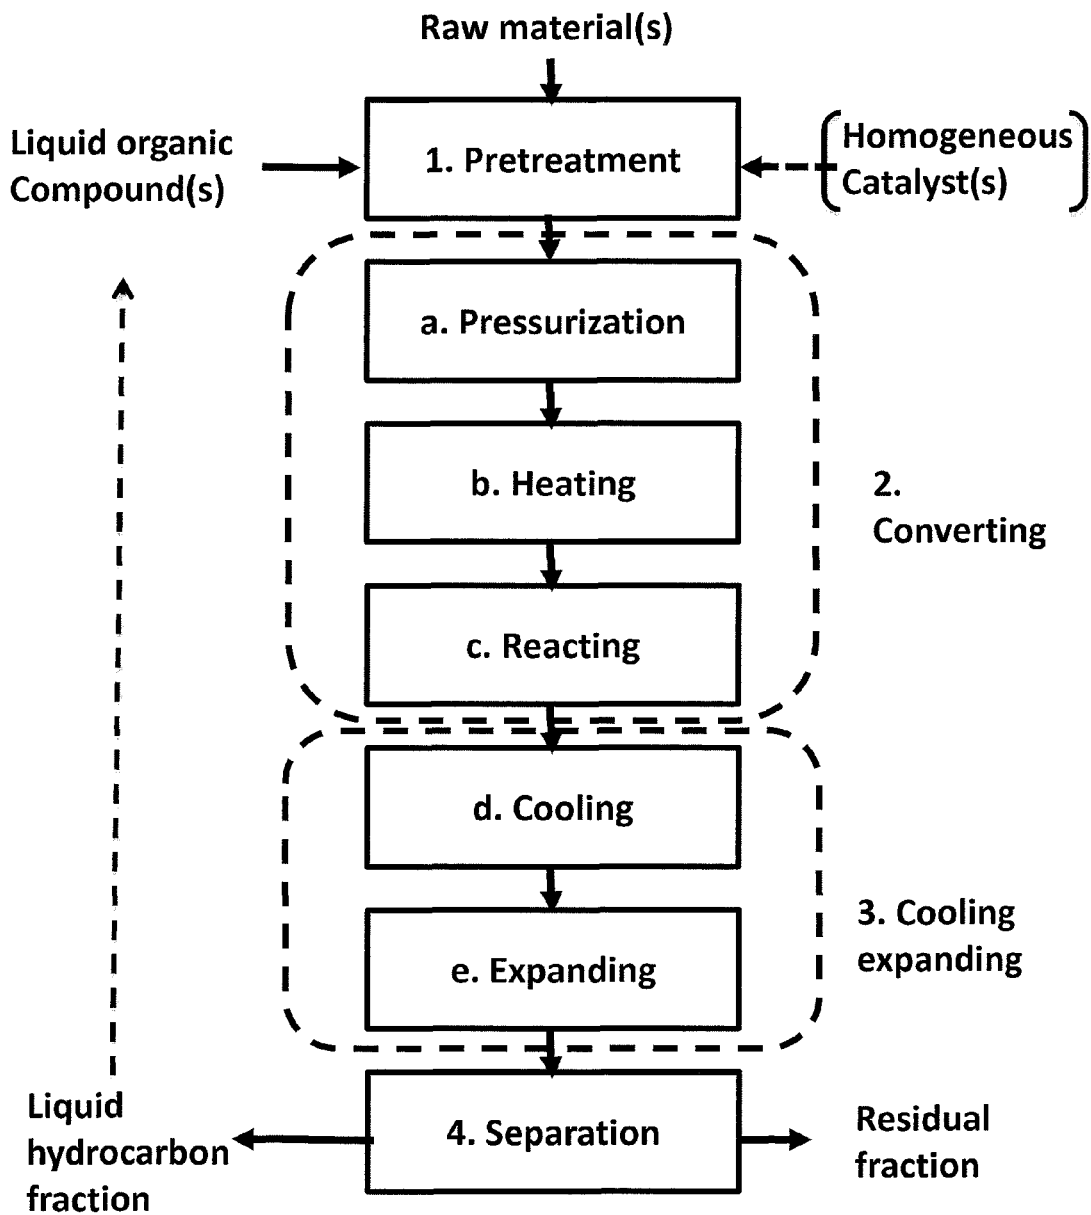 Raw material(s)
Liquid organic
Compound(s)
1. Pretreatment
Homogeneous
Catalyst(s)
a. Pressurization
b. Heating
2.
Converting
c. Reacting
d. Cooling
3. Cooling
expanding
e. Expanding
Liquid
hydrocarbon
fraction
4. Separation
Residual
fraction